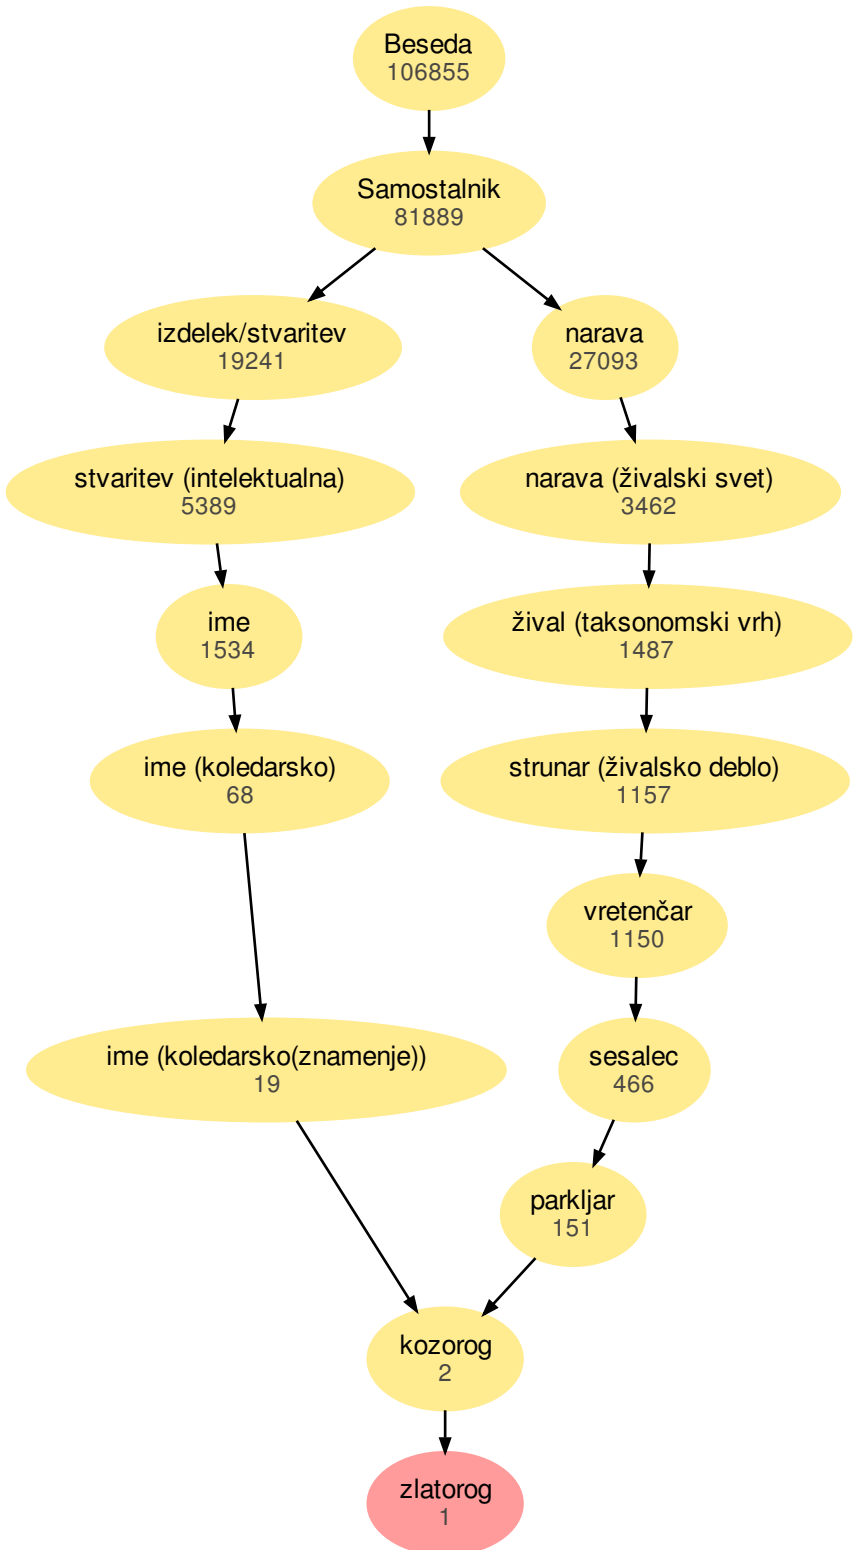 Beseda
106855
Samostalnik
81889
izdelek/stvaritev
19241
narava
27093
stvaritev (intelektualna)
5389
narava (živalski svet)
3462
ime
1534
žival (taksonomski vrh)
1487
ime (koledarsko)
68
strunar (živalsko deblo)
1157
vretenčar
1150
ime (koledarsko(znamenje))
19
sesalec
466
parkljar
151
kozorog
2
zlatorog
1